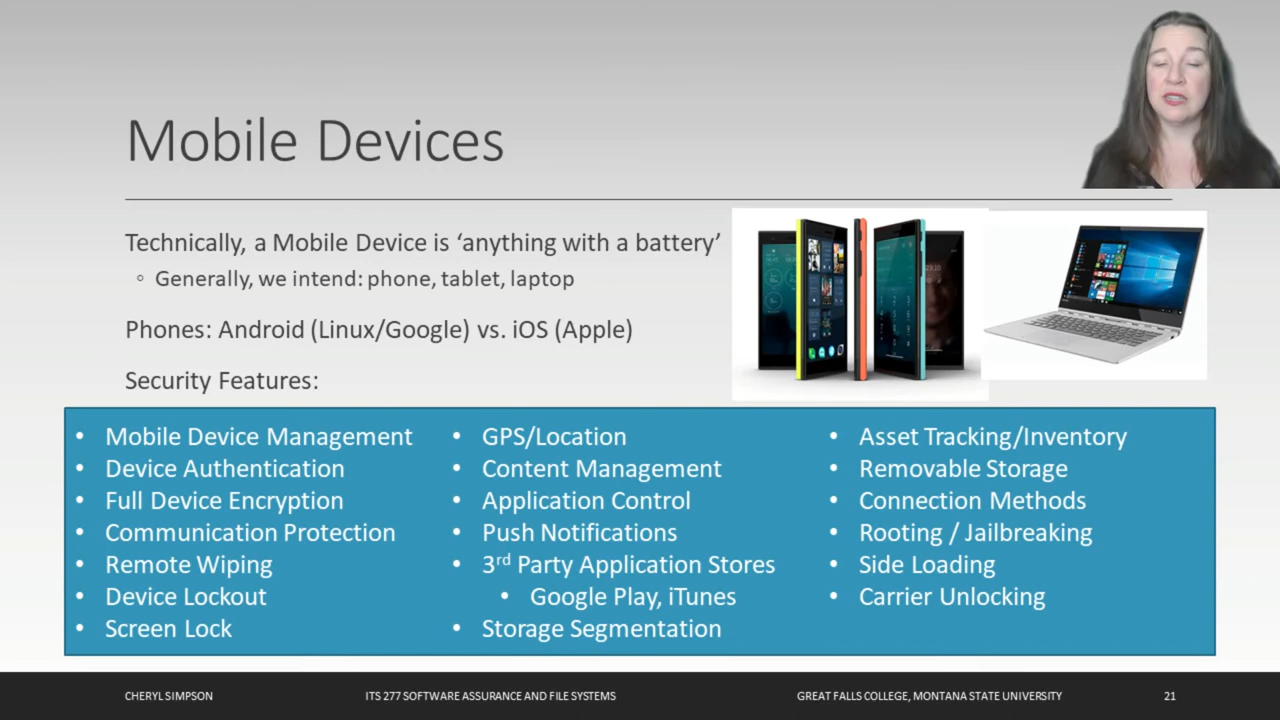 Mobile Devices
Technically, a Mobile Device is ‘anything with a battery’
◦ Generally, we intend: phone, tablet, laptop
Phones: Android (Linux/Google) vs. iOS (Apple)
Security Features:
• Mobile Device Management
• Device Authentication
• Full Device Encryption
• Communication Protection
• Remote Wiping
• Device Lockout
• Screen Lock
• GPS/Location
• Content Management
• Application Control
• Push Notifications
• 3rd Party Application Stores
• Google Play, iTunes
• Storage Segmentation
• Asset Tracking/Inventory
• Removable Storage
• Connection Methods
• Rooting / Jailbreaking
• Side Loading
• Carrier Unlocking
CHERYL SIMPSON
ITS 277 SOFTWARE ASSURANCE AND FILE SYSTEMS
GREAT FALLS COLLEGE, MONTANA STATE UNIVERSITY
21